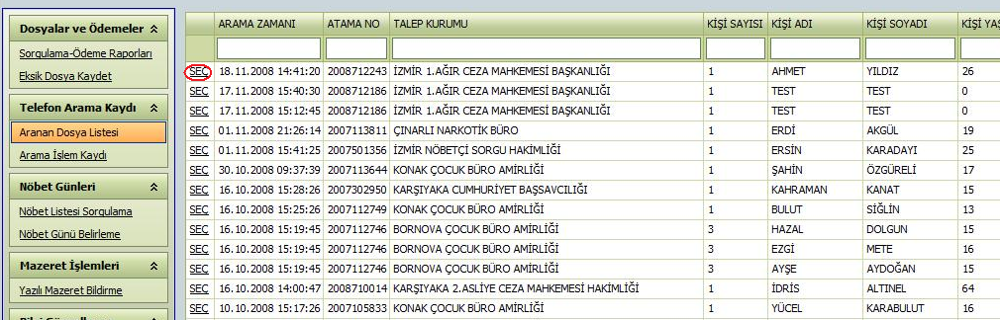 Dosyalar ve Ödemeler
Sorgulama-Ödeme Raporları
Eksik Dosya Kaydet
Telefon Arama Kaydı
Aranan Dosya Listesi
Arama İşlem Kaydı
Nöbet Günleri
Nöbet Listesi Sorgulama
Nöbet Günü Belirleme
Mazeret İşlemleri
Yazılı Mazeret Bildirme
ARAMA ZAMANI ATAMA NO TALEP KURUMU KİŞİ SAYISI KİŞİ ADI KİŞİ SOYADI KİŞİ YAŞ
SEÇ 18.11.2008 14:41:20 2008712243 İZMİR 1.AĞIR CEZA MAHKEMESİ BAŞKANLIĞI 1 AHMET YILDIZ 26
SEÇ 17.11.2008 15:40:30 2008712186 İZMİR 1.AĞIR CEZA MAHKEMESİ BAŞKANLIĞI 1 TEST TEST 0
SEÇ 17.11.2008 15:12:45 2008712186 İZMİR 1.AĞIR CEZA MAHKEMESİ BAŞKANLIĞI 1 TEST TEST 0
SEÇ 01.11.2008 21:26:14 2007113811 ÇINARLI NARKOTİK BÜRO 1 ERDİ AKGÜL 19
SEÇ 01.11.2008 15:41:25 2007501356 İZMİR NÖBETÇİ SORGU HAKİMLİĞİ 1 ERSİN KARADAYI 25
SEÇ 30.10.2008 09:37:39 2007113644 KONAK ÇOCUK BÜRO AMİRLİĞİ 1 ŞAHİN ÖZGÜRELİ 17
SEÇ 16.10.2008 15:28:26 2007302950 KARŞIYAKA CUMHURİYET BAŞSAVCILIĞI 1 KAHRAMAN KANAT 15
SEÇ 16.10.2008 15:25:26 2007112749 KONAK ÇOCUK BÜRO AMİRLİĞİ 1 BULUT SİĞLİN 13
SEÇ 16.10.2008 15:19:45 2007112746 BORNOVA ÇOCUK BÜRO AMİRLİĞİ 3 HAZAL DOLGUN 15
SEÇ 16.10.2008 15:19:45 2007112746 BORNOVA ÇOCUK BÜRO AMİRLİĞİ 3 EZGİ METE 16
SEÇ 16.10.2008 15:19:45 2007112746 BORNOVA ÇOCUK BÜRO AMİRLİĞİ 3 AYŞE AYDOĞAN 15
SEÇ 16.10.2008 14:00:47 2008710014 KARŞIYAKA 2.ASLİYE CEZA MAHKEMESİ HAKİMLİĞİ 1 İDRİS ALTINEL 64
SEÇ 10.10.2008 15:17:26 2007105833 KONAK ÇOCUK BÜRO AMİRLİĞİ 1 YÜCEL KARABULUT 16